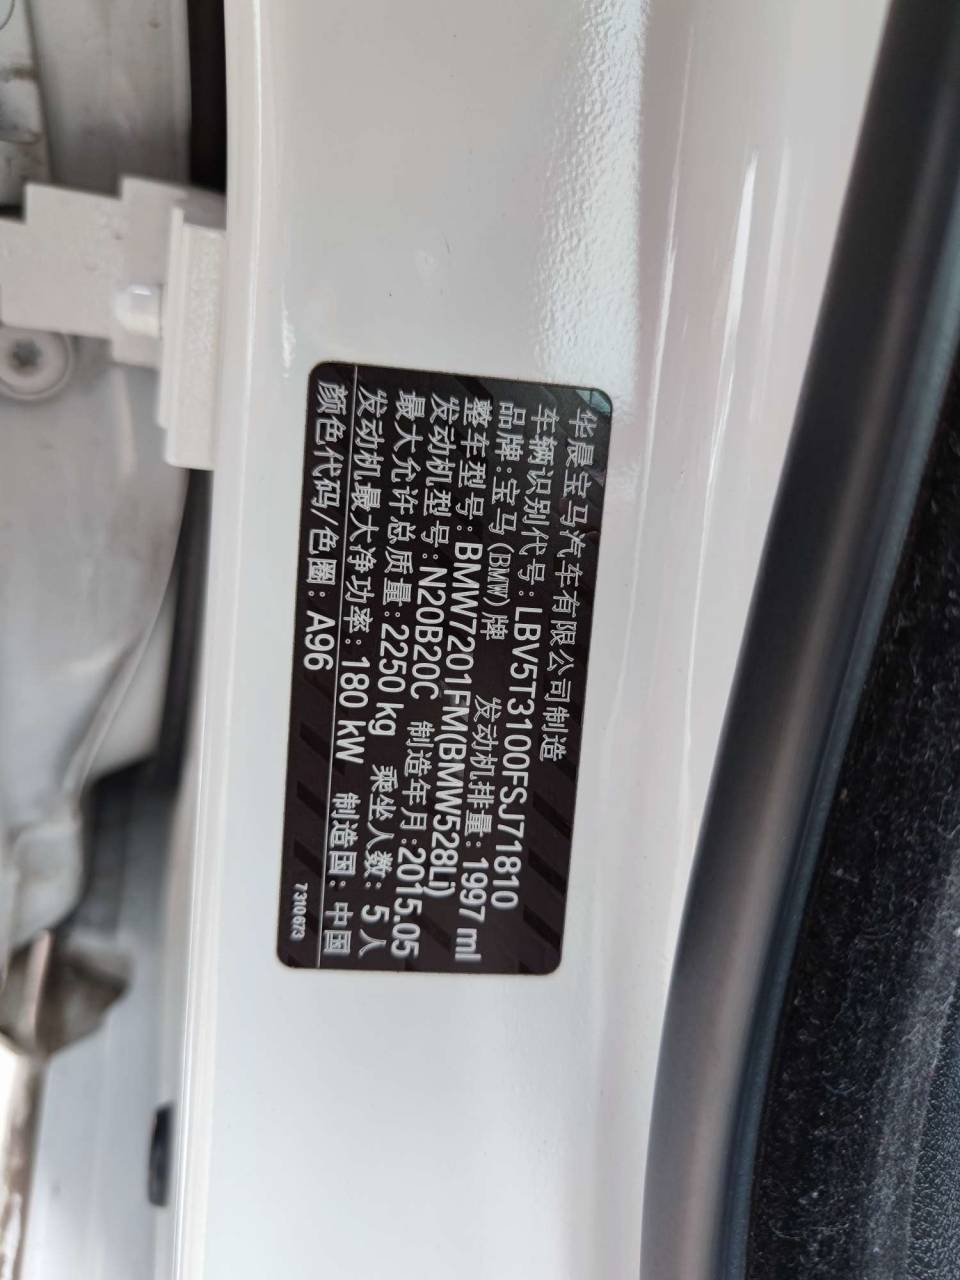 华晨宝马汽车有限公司制造
车辆识别代号:LBV5T3100FSJ71810
品牌:宝马(BMW)牌 发动机排量:1997 ml
整车型号:BMW7201FM(BMW528Li)
发动机型号:N20B20C 制造年月:2015.05
最大允许总质量:2250 kg 乘坐人数:5人
发动机最大净功率:180 kW 制造国:中国
颜色代码/色圈:A96
7310673